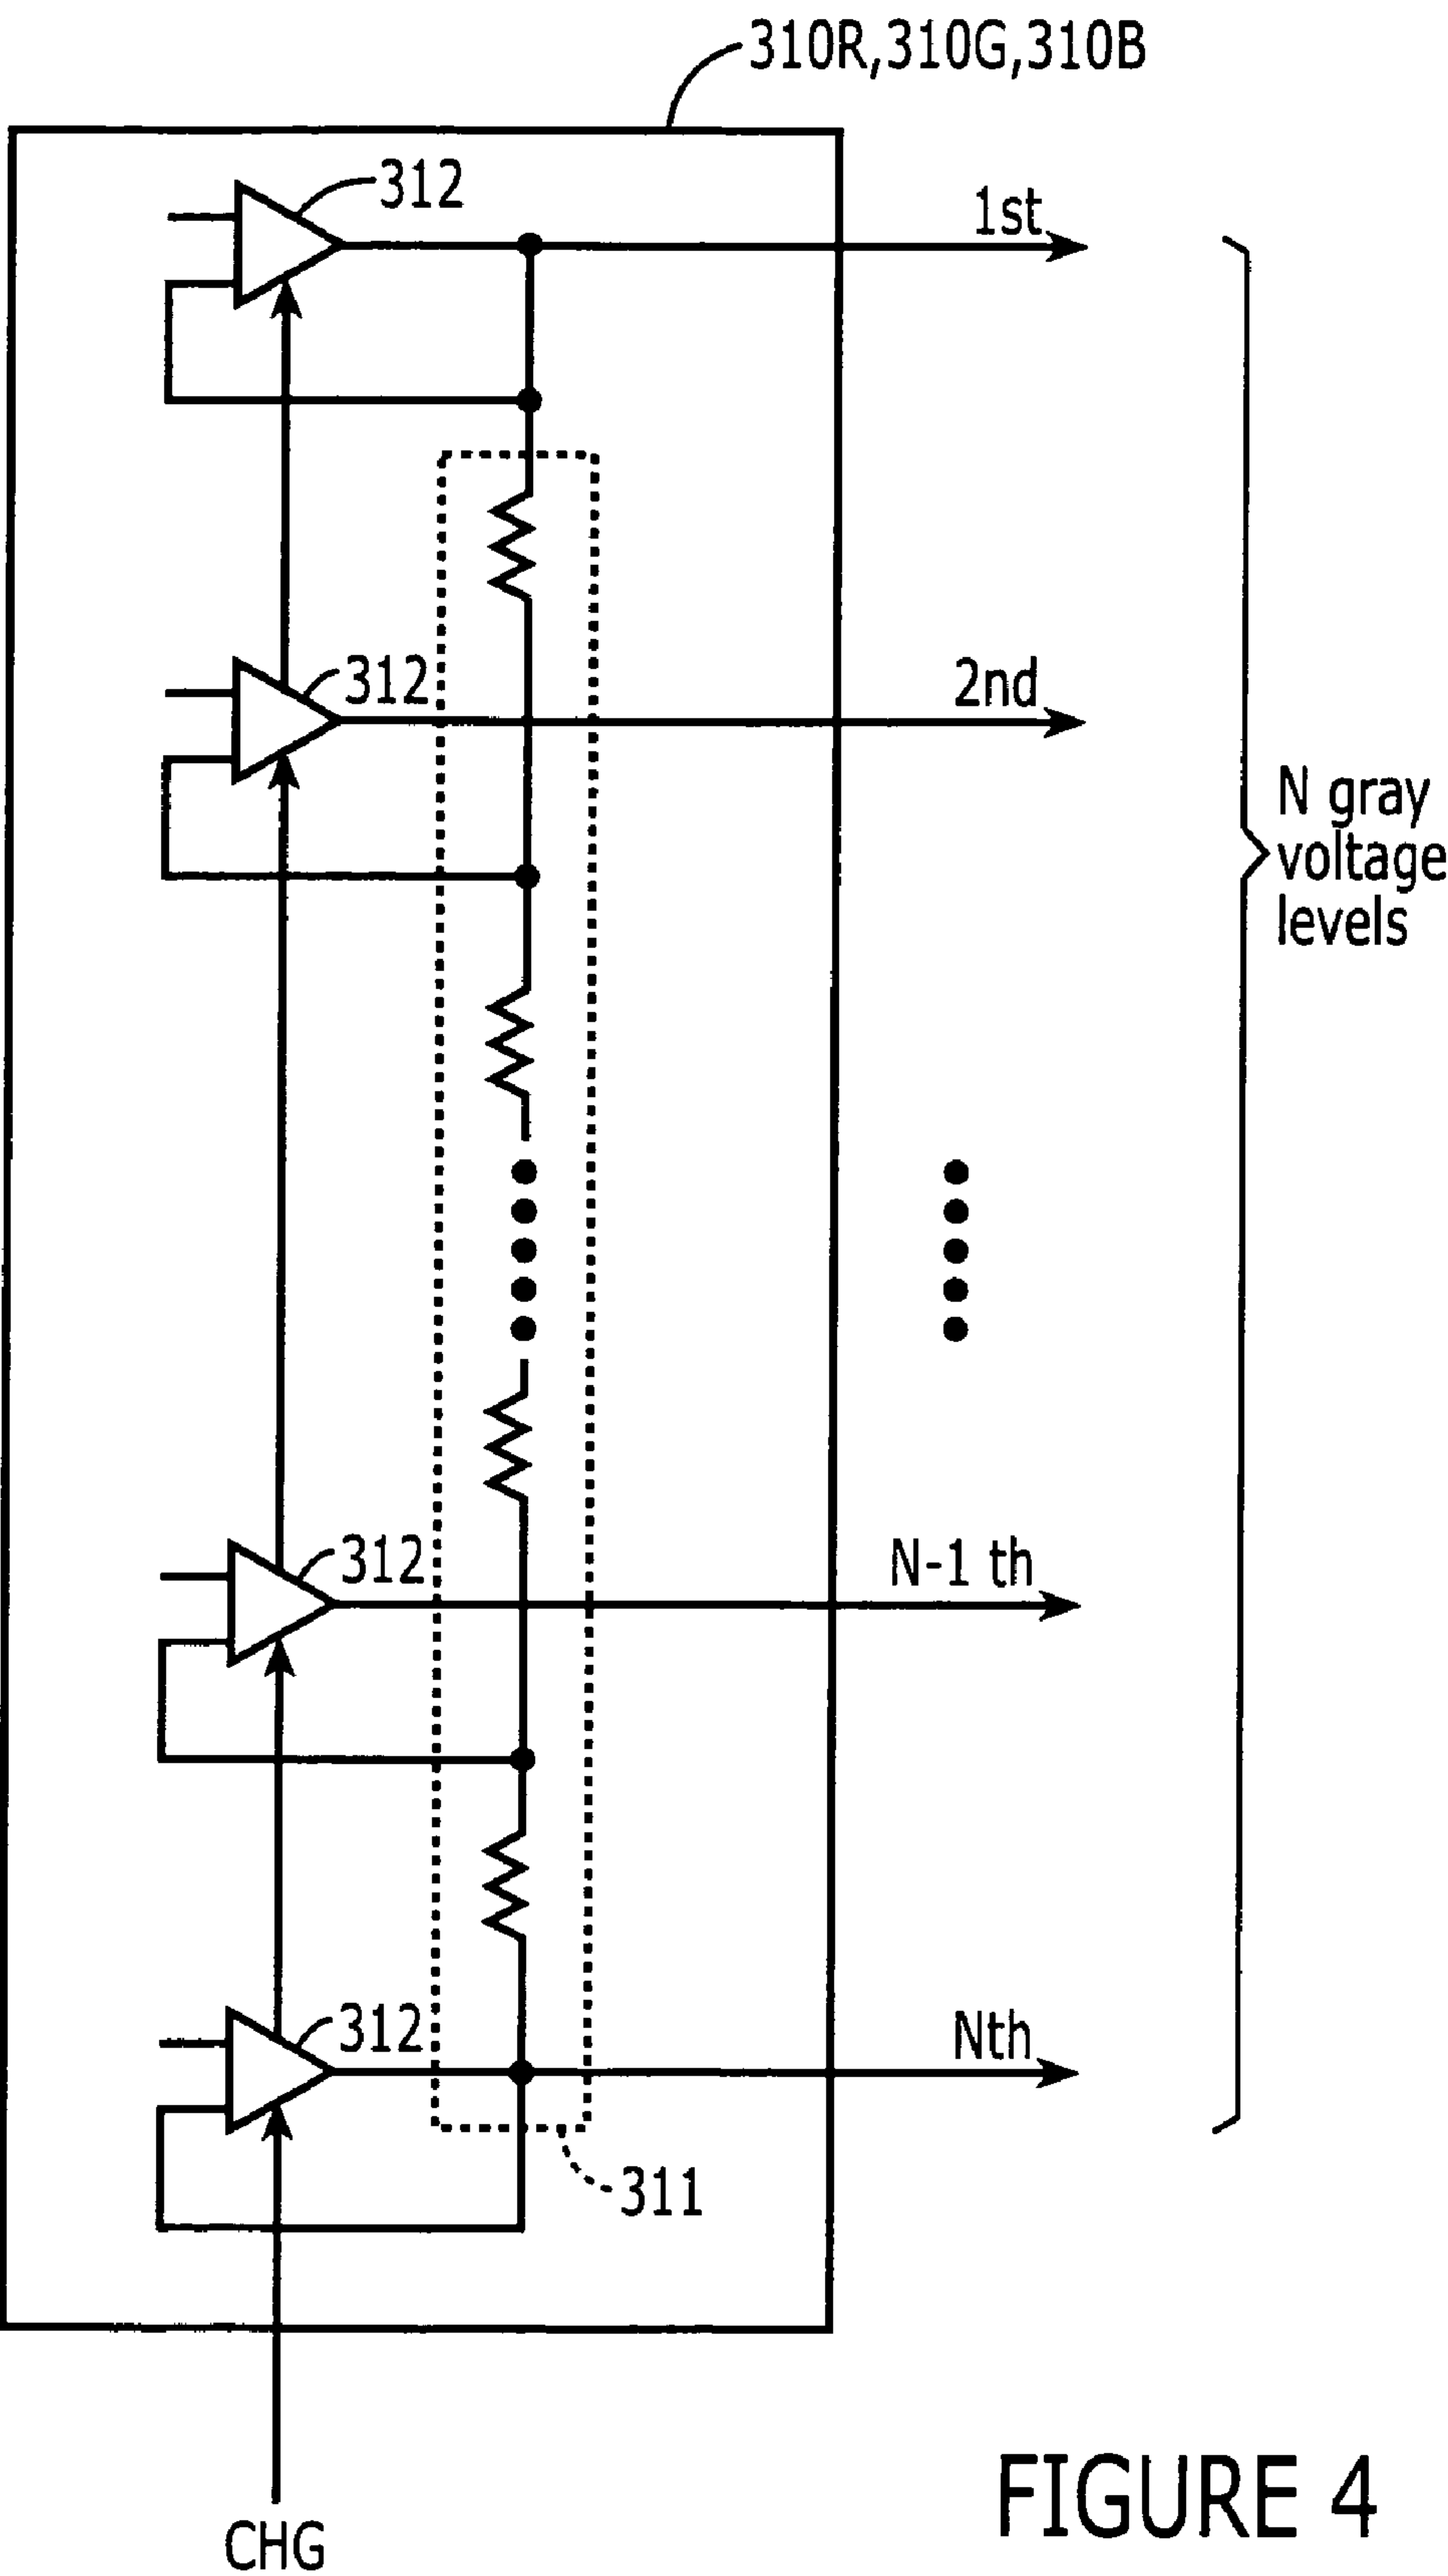 310R,310G,310B
312
1st
312
2nd
N gray
voltage
levels
312
N-1 th
312
Nth
311
CHG
FIGURE 4